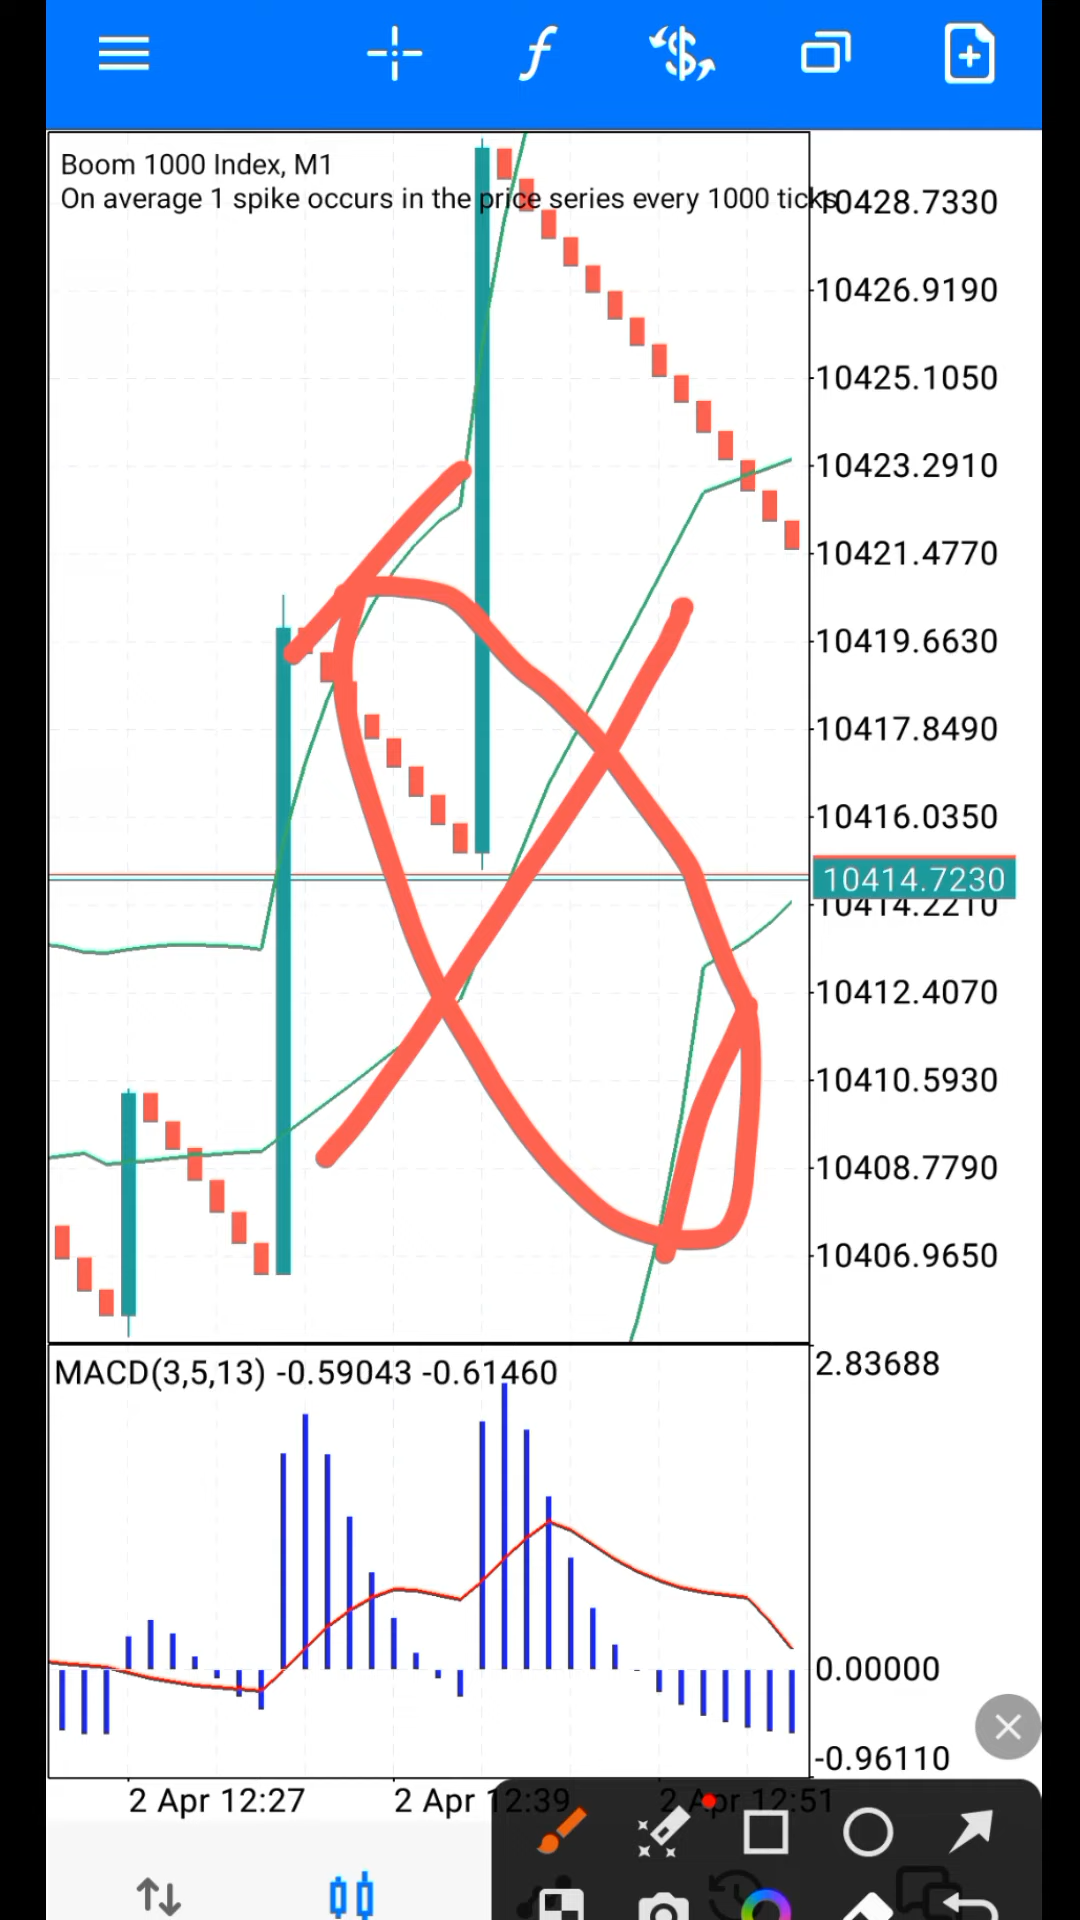 Boom 1000 Index, M1
On average 1 spike occurs in the price series every 1000 ticks
10428.7330
10426.9190
10425.1050
10423.2910
10421.4770
10419.6630
10417.8490
10416.0350
10414.7230
10414.2210
10412.4070
10410.5930
10408.7790
10406.9650
MACD(3,5,13) -0.59043 -0.61460
2.83688
0.00000
-0.96110
2 Apr 12:27
2 Apr 12:39
2 Apr 12:51